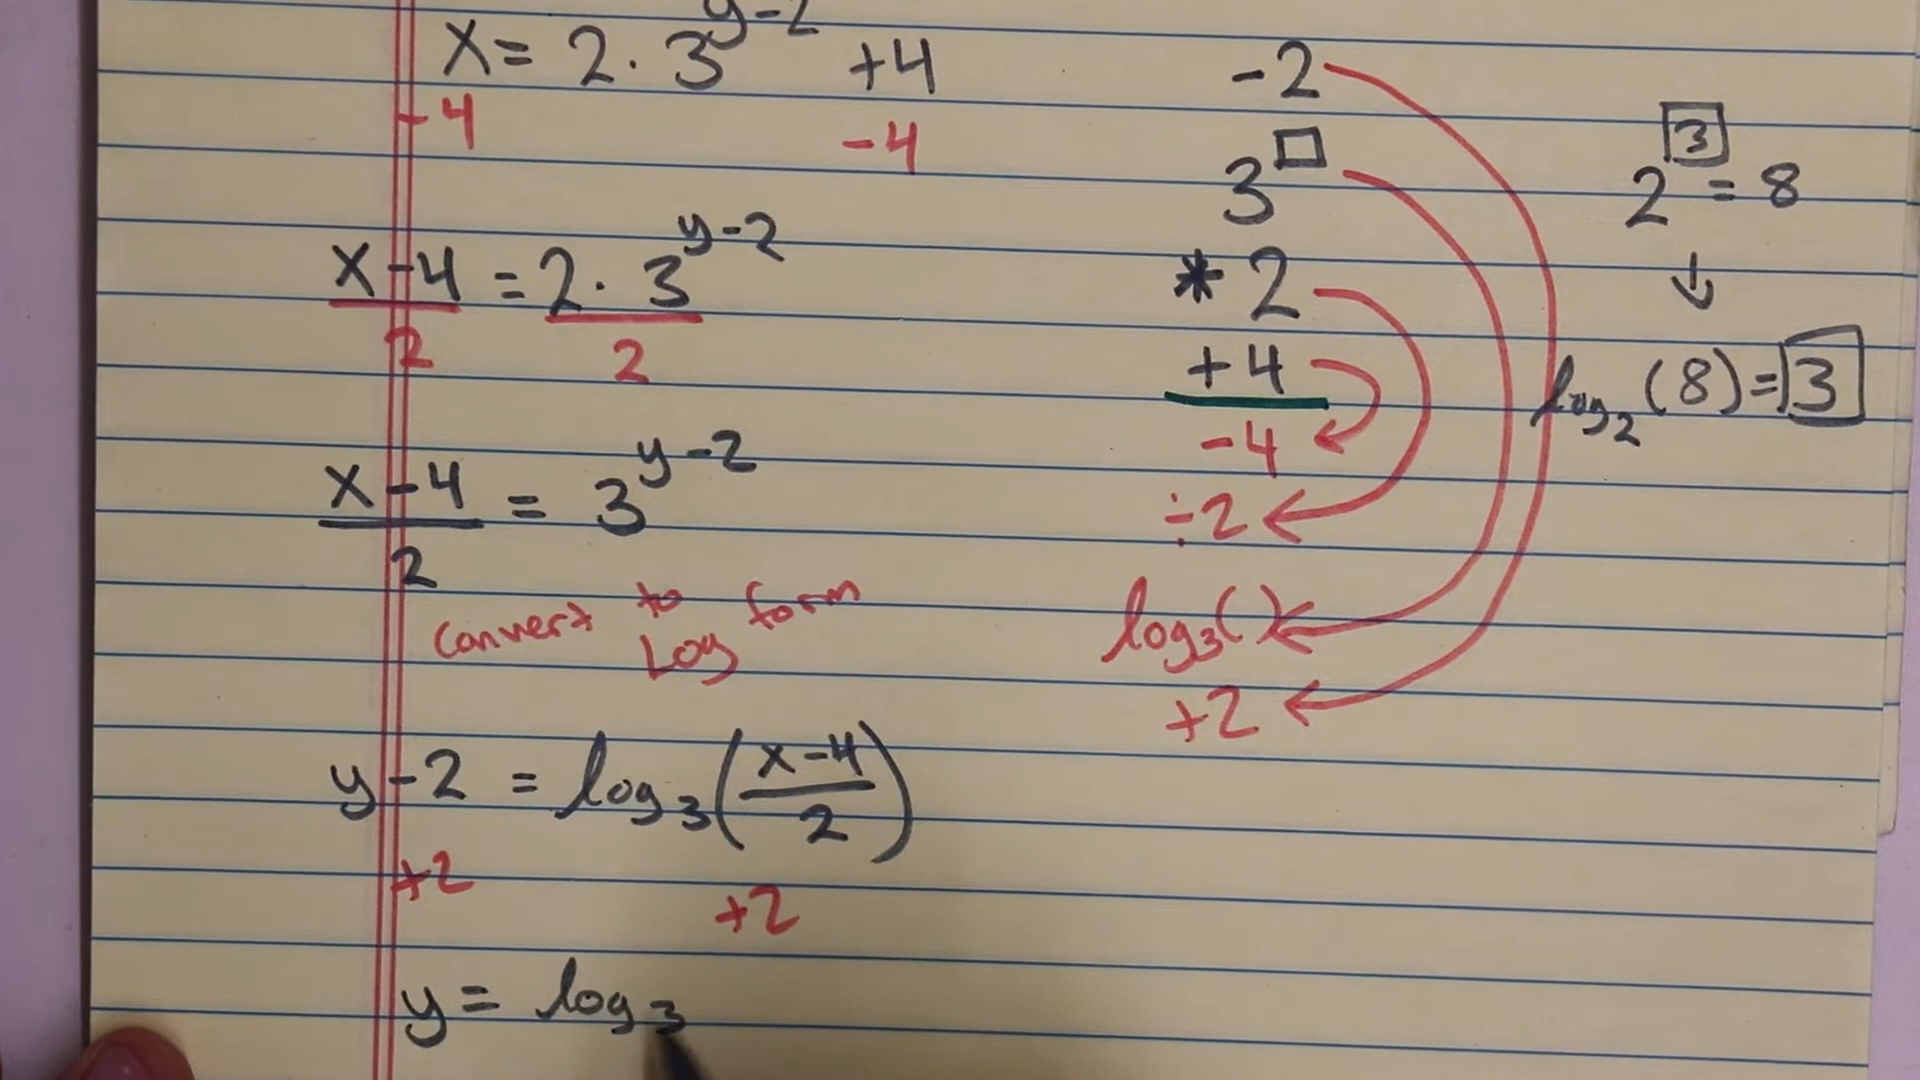 x = 2 · 3^(y-2) + 4
-4 -4
x-4 = 2 · 3^(y-2)
2 2
x-4 = 3^(y-2)
2
convert to Log form
y-2 = log₃(x-4
2)
+2 +2
y = log₃
-2
3^□
* 2
+4
-4
÷2
log₃( )
+2
2^3 = 8
↓
log₂(8) = 3